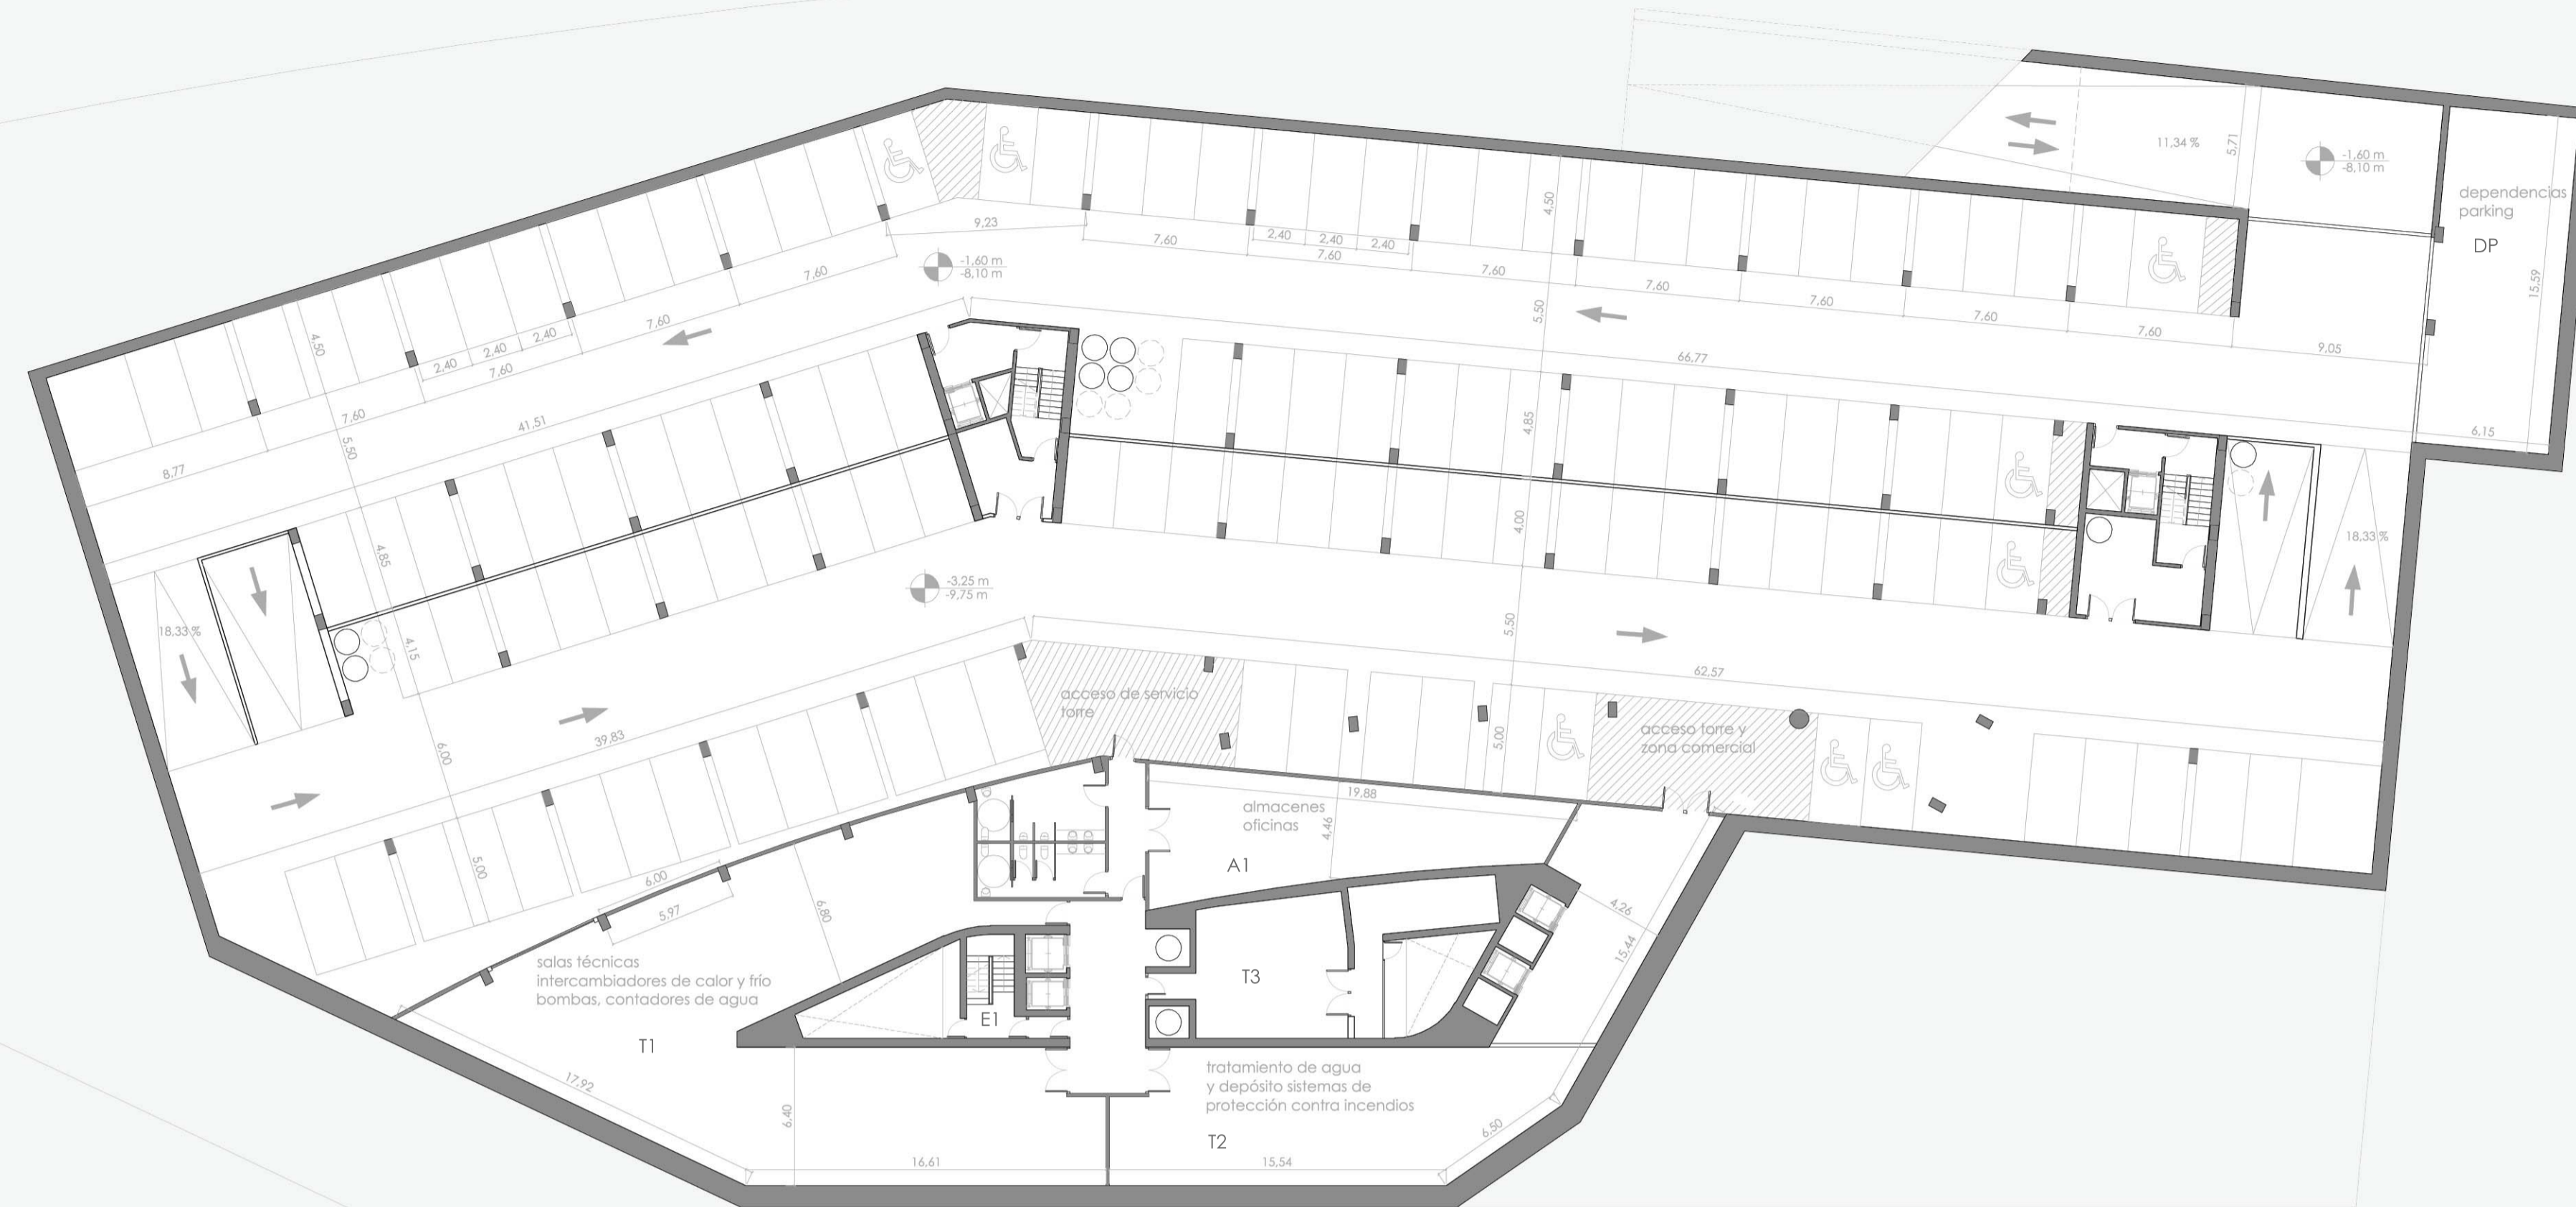 11,34 %
5,71
-1,60 m
-8,10 m
dependencias
parking
DP
15,59
6,15
4,50
9,23
7,60
2,40
2,40
2,40
7,60
7,60
7,60
7,60
7,60
7,60
9,05
-1,60 m
-8,10 m
7,60
7,60
2,40
2,40
2,40
7,60
4,50
7,60
8,77
5,50
41,51
5,50
66,77
4,85
4,00
4,85
4,15
18,33 %
18,33 %
-3,25 m
-9,75 m
5,50
62,57
6,00
39,83
5,00
acceso de servicio
torre
5,00
acceso torre y
zona comercial
19,88
almacenes
oficinas
4,46
A1
6,00
5,97
6,80
4,26
15,44
salas técnicas
intercambiadores de calor y frío
bombas, contadores de agua
T1
E1
T3
17,92
6,40
tratamiento de agua
y depósito sistemas de
protección contra incendios
T2
6,50
16,61
15,54